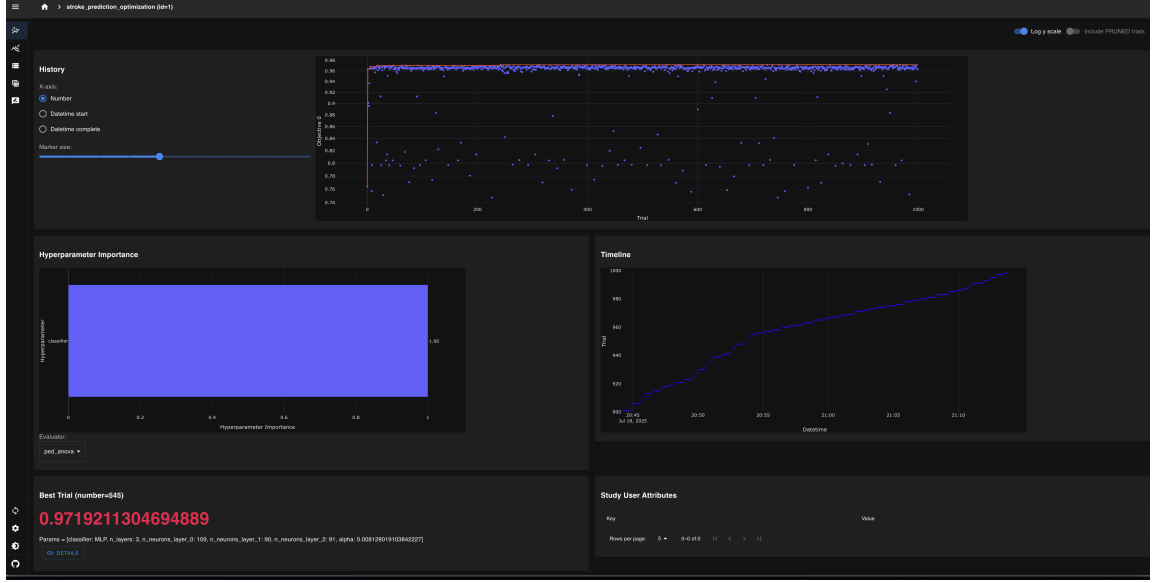 stroke_prediction_optimization (id=1)
Log y scale
Include PRUNED trials
History
X-axis:
Number
Datetime start
Datetime complete
Marker size:
Objective 0
0.98
0.96
0.94
0.92
0.9
0.88
0.86
0.84
0.82
0.8
0.78
0.76
0.74
0 200 400 600 800 1000
Trial
Hyperparameter Importance
Hyperparameter
classifier
1.00
0 0.2 0.4 0.6 0.8 1
Hyperparameter Importance
Evaluator:
ped_anova
Timeline
Trial
1000
980
960
940
920
900
20:45 20:50 20:55 21:00 21:05 21:10
Jul 18, 2025
Datetime
Best Trial (number=545)
0.9719211304694889
Params = [classifier: MLP, n_layers: 3, n_neurons_layer_0: 109, n_neurons_layer_1: 90, n_neurons_layer_2: 91, alpha: 0.008128019103842227]
DETAILS
Study User Attributes
Key Value
Rows per page: 5 0–0 of 0